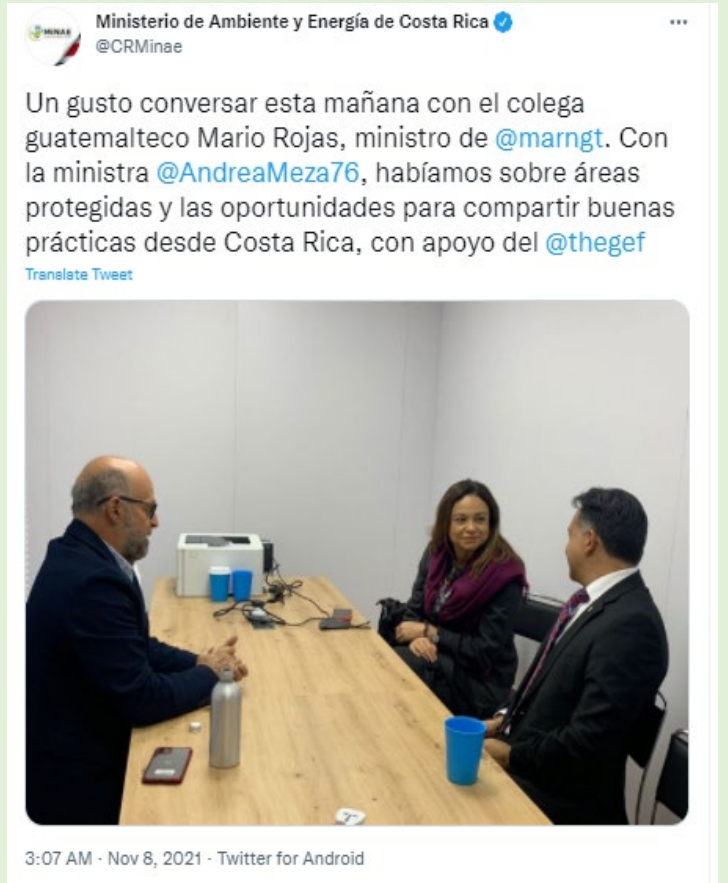 MINAE
Ministerio de Ambiente y Energía de Costa Rica
@CRMinae
Un gusto conversar esta mañana con el colega
guatemalteco Mario Rojas, ministro de @marngt. Con
la ministra @AndreaMeza76, habíamos sobre áreas
protegidas y las oportunidades para compartir buenas
prácticas desde Costa Rica, con apoyo del @thegef
Translate Tweet
3:07 AM · Nov 8, 2021 · Twitter for Android